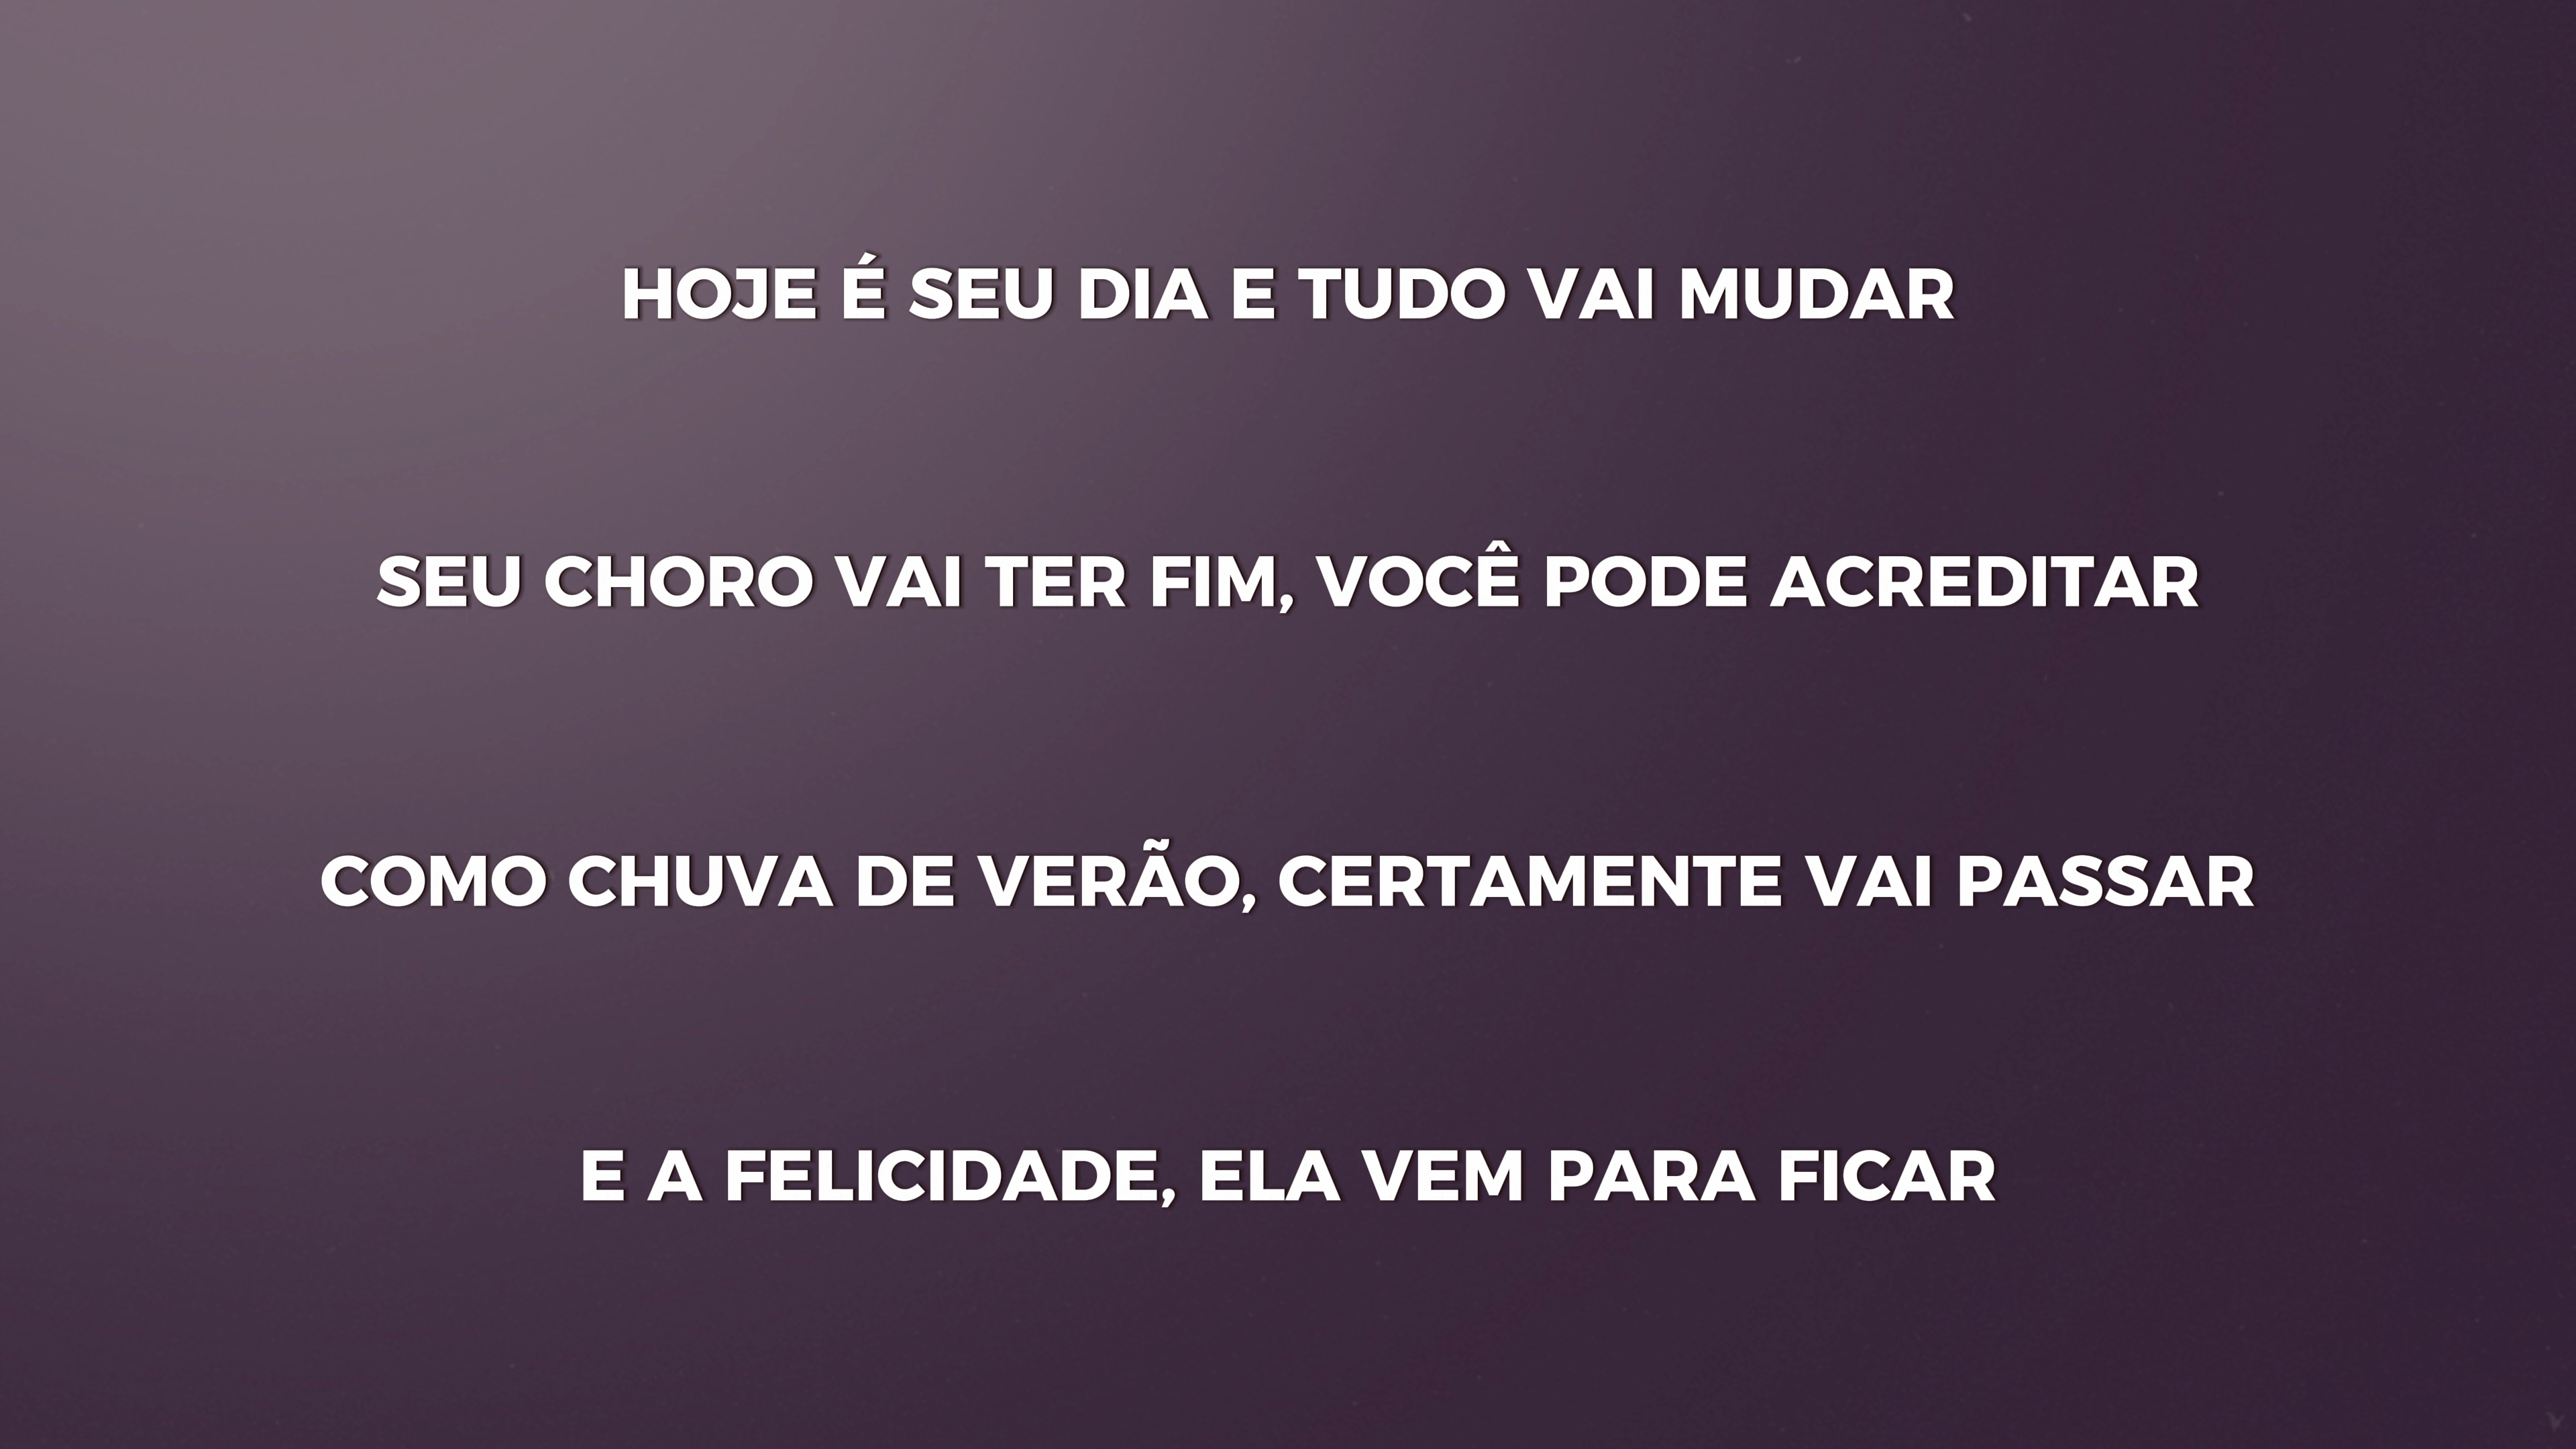 HOJE É SEU DIA E TUDO VAI MUDAR
SEU CHORO VAI TER FIM, VOCÊ PODE ACREDITAR
COMO CHUVA DE VERÃO, CERTAMENTE VAI PASSAR
E A FELICIDADE, ELA VEM PARA FICAR